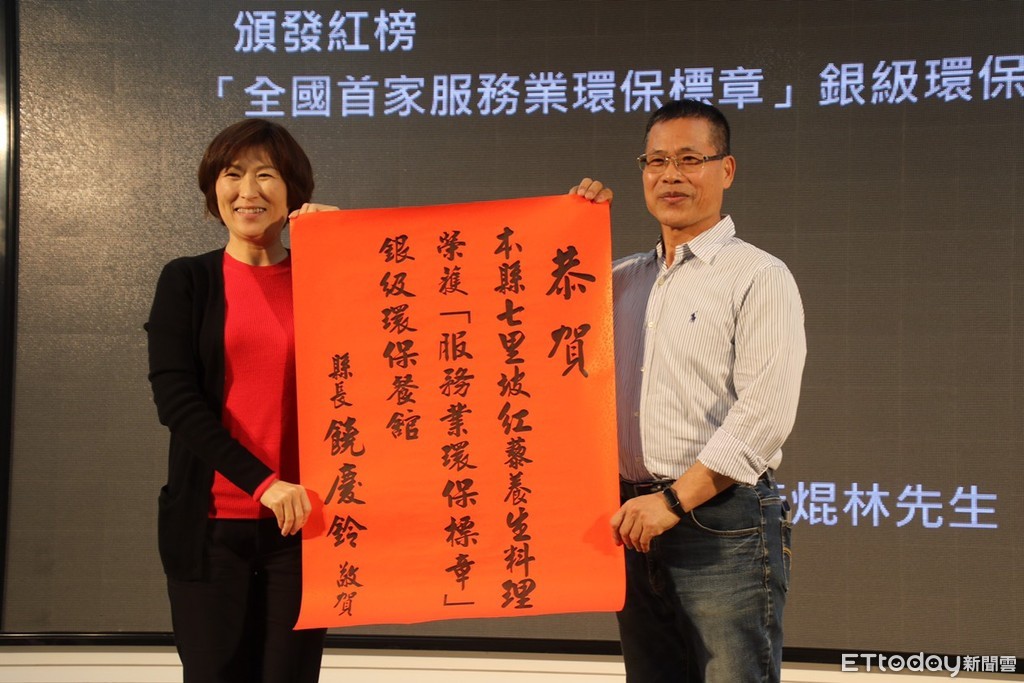 頒發紅榜
「全國首家服務業環保標章」銀級環保
恭賀
本縣七里坡紅藜養生料理
榮獲「服務業環保標章」
銀級環保餐館
縣長 饒慶鈴 敬賀
焜林先生
ETtoday新聞雲